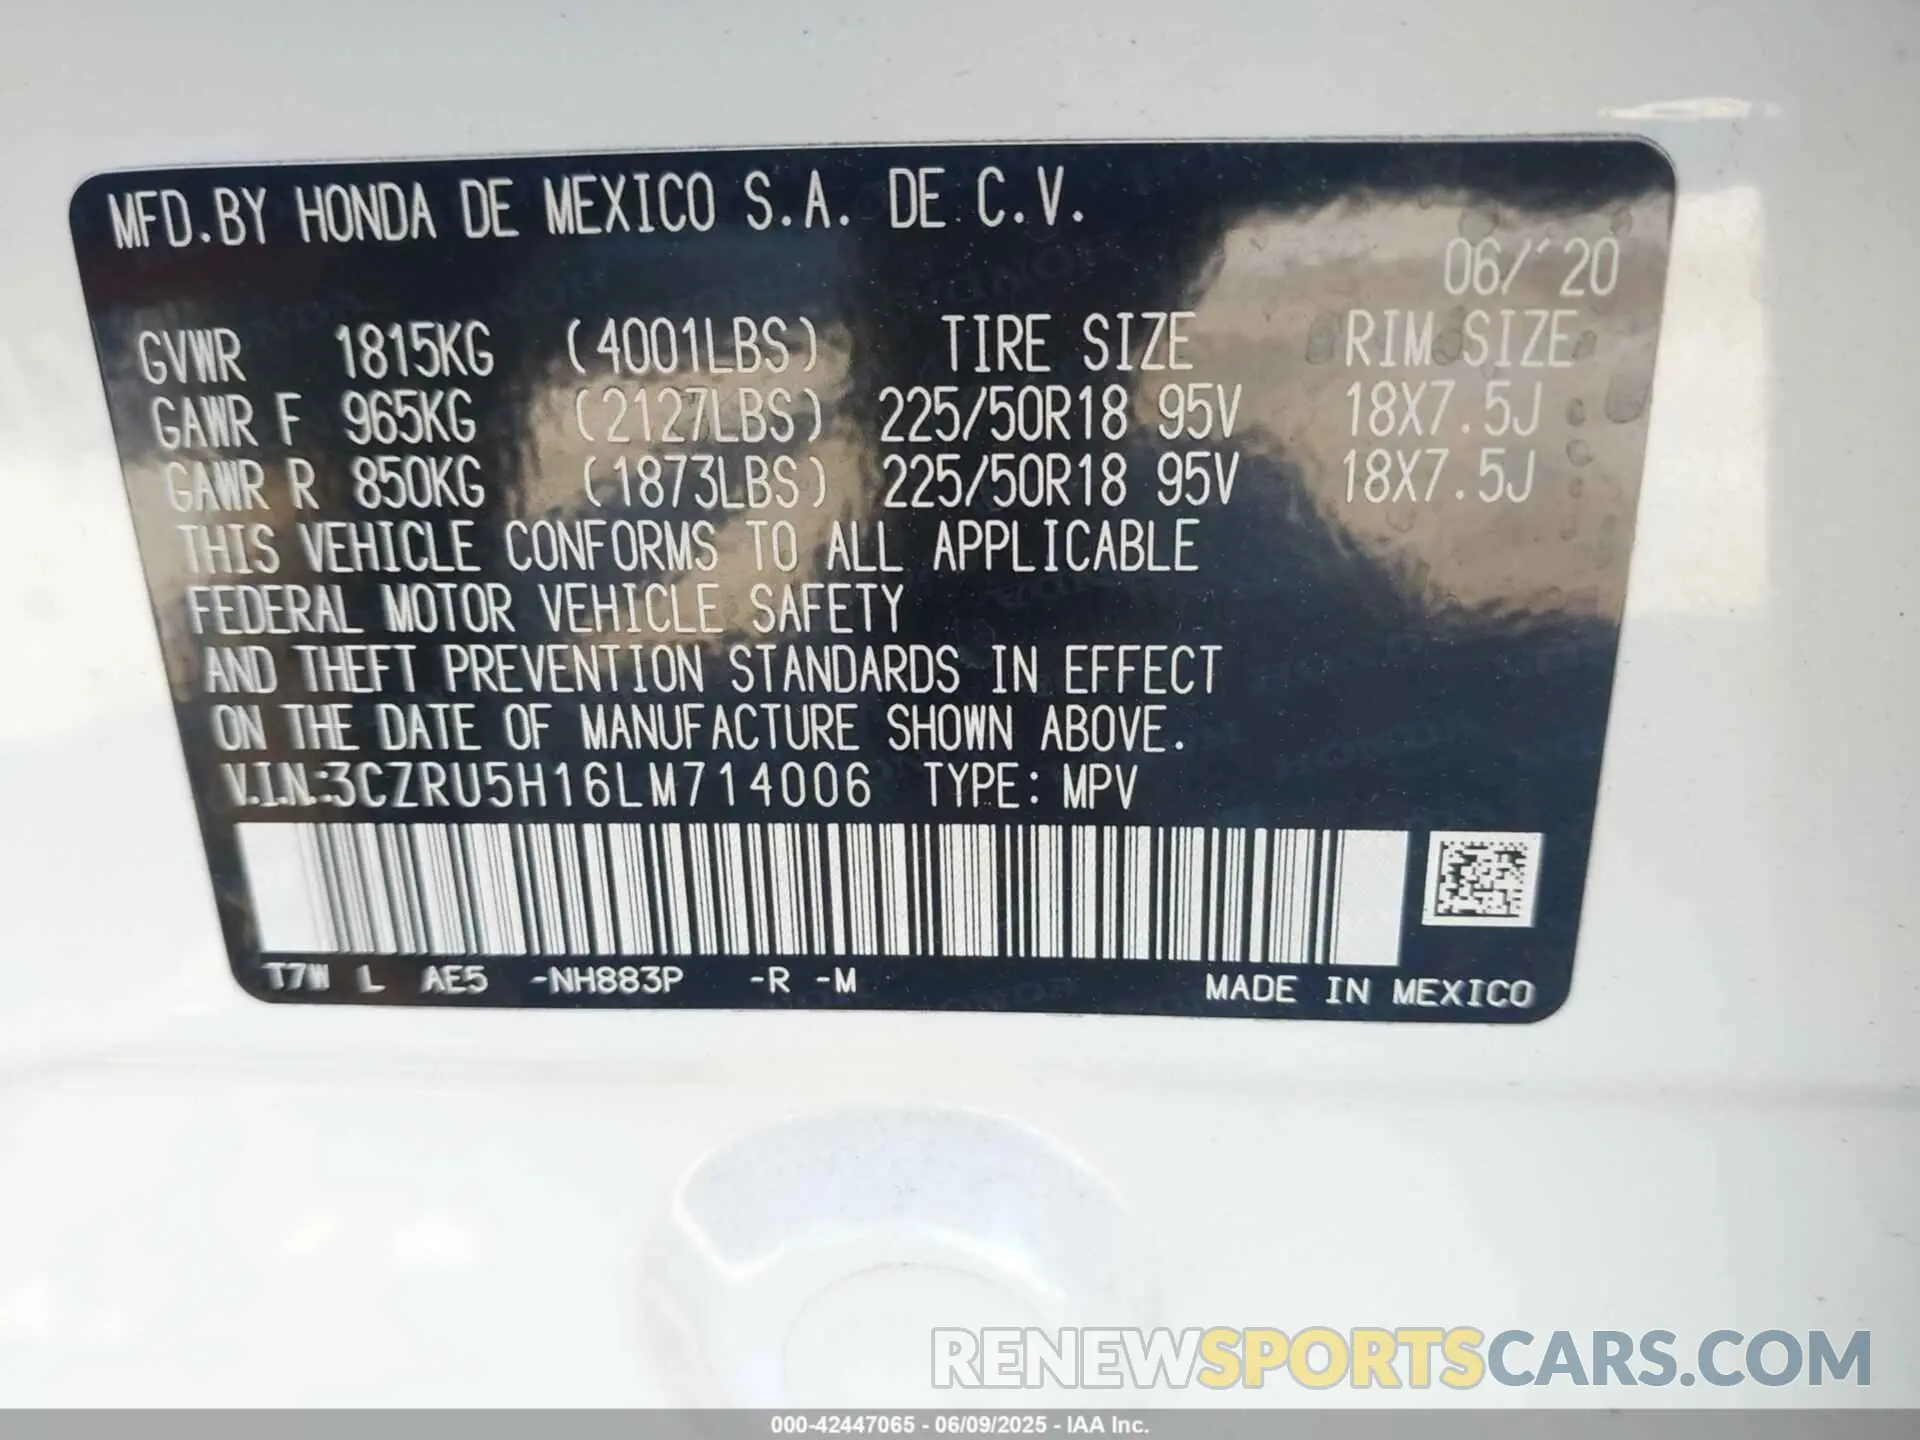 MFD.BY HONDA DE MEXICO S.A. DE C.V.
06/'20
GVWR 1815KG (4001LBS) TIRE SIZE RIM SIZE
GAWR F 965KG (2127LBS) 225/50R18 95V 18X7.5J
GAWR R 850KG (1873LBS) 225/50R18 95V 18X7.5J
THIS VEHICLE CONFORMS TO ALL APPLICABLE
FEDERAL MOTOR VEHICLE SAFETY
AND THEFT PREVENTION STANDARDS IN EFFECT
ON THE DATE OF MANUFACTURE SHOWN ABOVE.
V.I.N:3CZRU5H16LM714006 TYPE: MPV
T7W L AE5 -NH883P -R -M MADE IN MEXICO
RENEWSPORTSCARS.COM
000-42447065 - 06/09/2025 - IAA Inc.